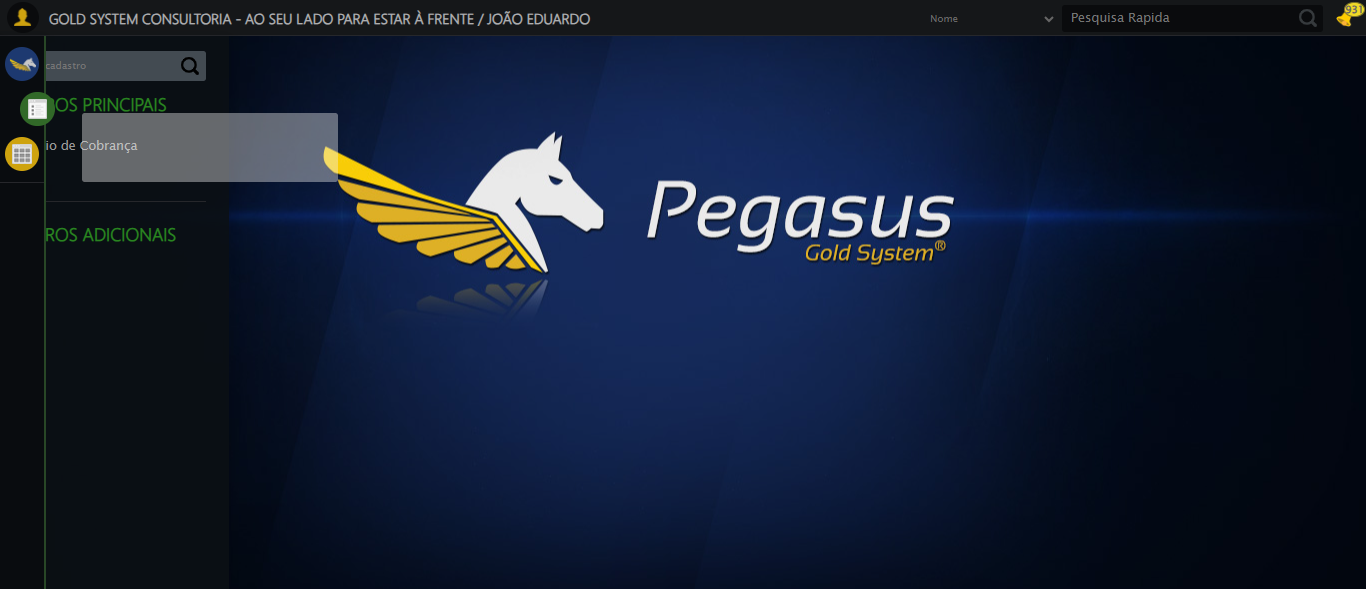 GOLD SYSTEM CONSULTORIA - AO SEU LADO PARA ESTAR À FRENTE / JOÃO EDUARDO
Nome
Pesquisa Rapida
931
cadastro
OS PRINCIPAIS
io de Cobrança
ROS ADICIONAIS
Pegasus
Gold System®